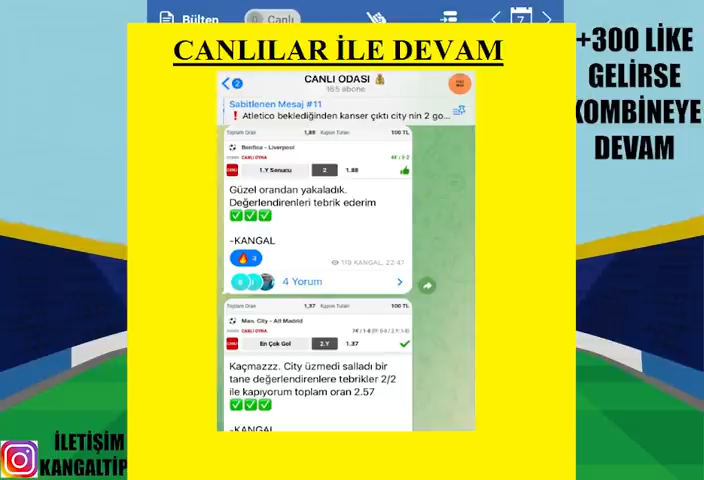 Bülten
Canlı
7
CANLILAR İLE DEVAM
+300 LİKE
GELİRSE
KOMBİNEYE
DEVAM
2
CANLI ODASI 💰
165 abone
Sabitlenen Mesaj #11
❗ Atletico beklediğinden kanser çıktı city nin 2 go...
Toplam Oran 1,88 Kupon Tutarı 100 TL
Benfica - Liverpool
CANLI OYNA
1.Y Sonucu 2 1.88
Güzel orandan yakaladık.
Değerlendirenleri tebrik ederim
✅✅✅
-KANGAL
🔥 3
118 KANGAL, 22:47
4 Yorum
Toplam Oran 1,37 Kupon Tutarı 100 TL
Man. City - Atl Madrid
CANLI OYNA
En Çok Gol 2.Y 1.37
Kaçmazzz. City üzmedi salladı bir
tane değerlendirenlere tebrikler 2/2
ile kapıyorum toplam oran 2.57
✅✅✅
-KANGAL
İLETİŞİM
KANGALTİP